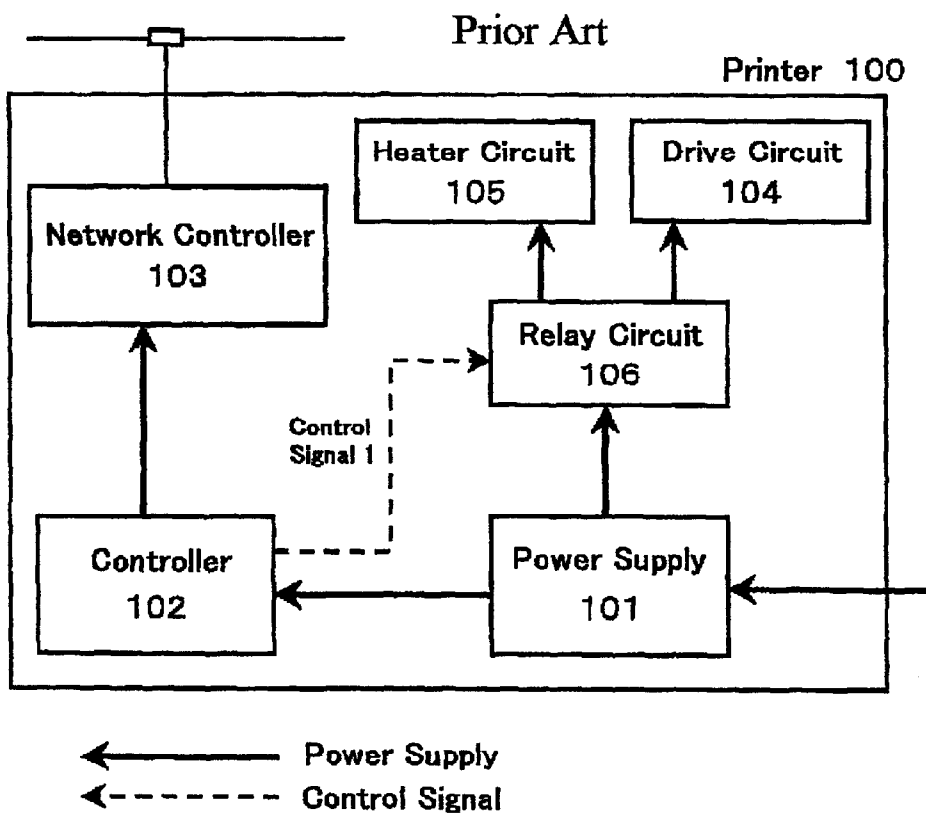 Prior Art
Printer 100
Heater Circuit
105
Drive Circuit
104
Network Controller
103
Relay Circuit
106
Control
Signal 1
Controller
102
Power Supply
101
Power Supply
Control Signal